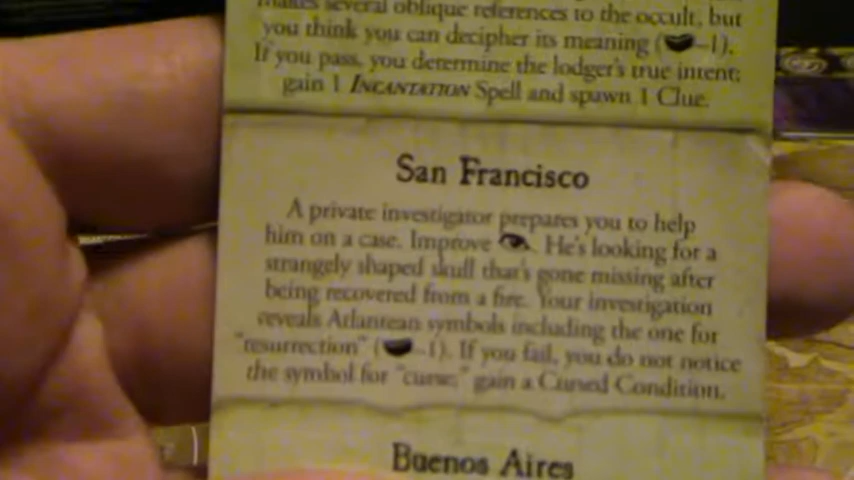 makes several oblique references to the occult, but
you think you can decipher its meaning ( -1).
If you pass, you determine the lodger's true intent;
gain 1 INCANTATION Spell and spawn 1 Clue.
San Francisco
A private investigator prepares you to help
him on a case. Improve . He's looking for a
strangely shaped skull that's gone missing after
being recovered from a fire. Your investigation
reveals Atlantean symbols including the one for
"resurrection" ( -1). If you fail, you do not notice
the symbol for "curse;" gain a Cursed Condition.
Buenos Aires